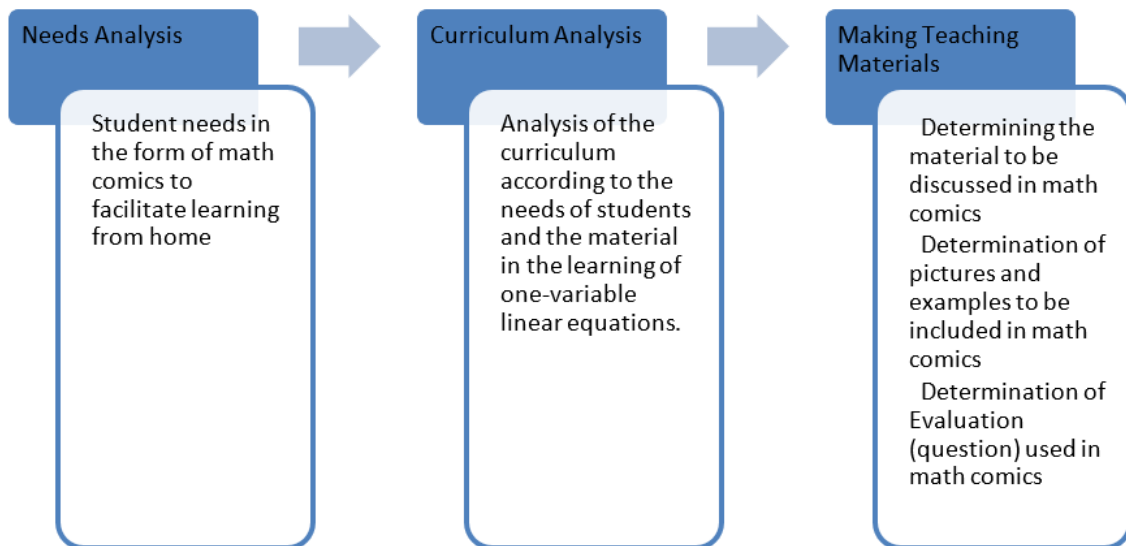 Needs Analysis
Student needs in
the form of math
comics to
facilitate learning
from home
Curriculum Analysis
Analysis of the
curriculum
according to the
needs of students
and the material
in the learning of
one-variable
linear equations.
Making Teaching
Materials
Determining the
material to be
discussed in math
comics
Determination of
pictures and
examples to be
included in math
comics
Determination of
Evaluation
(question) used in
math comics